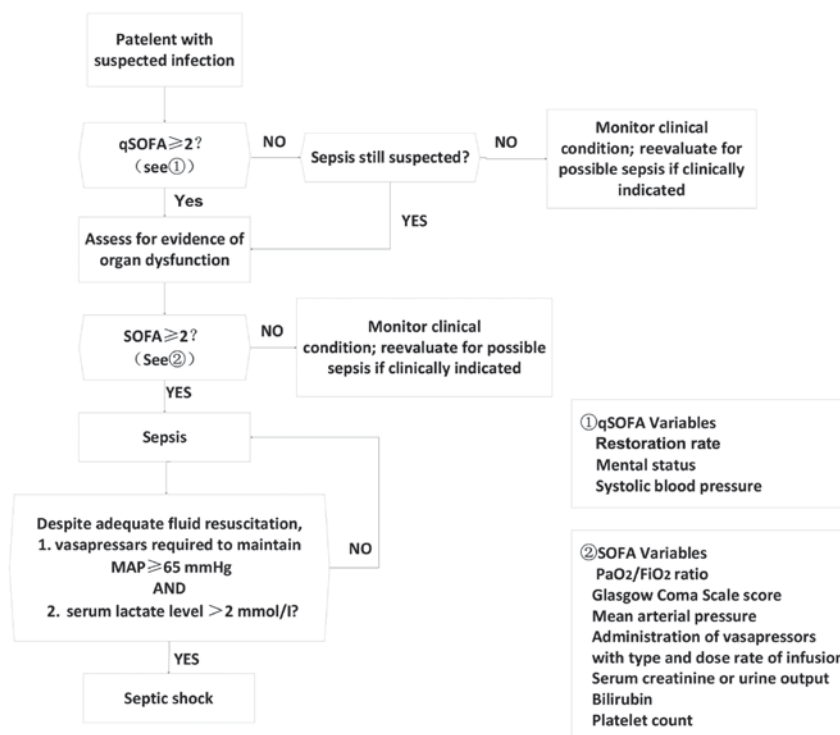 Patelent with
suspected infection
qSOFA≥2?
（see①）
NO
Sepsis still suspected?
NO
Monitor clinical
condition; reevaluate for
possible sepsis if clinically
indicated
Yes
YES
Assess for evidence of
organ dysfunction
SOFA≥2?
（See②）
NO
Monitor clinical
condition; reevaluate for possible
sepsis if clinically indicated
YES
Sepsis
Despite adequate fluid resuscitation,
1. vasapressars required to maintain
MAP≥65 mmHg
AND
2. serum lactate level >2 mmol/l?
NO
YES
Septic shock
①qSOFA Variables
Restoration rate
Mental status
Systolic blood pressure
②SOFA Variables
PaO2/FiO2 ratio
Glasgow Coma Scale score
Mean arterial pressure
Administration of vasapressors
with type and dose rate of infusion
Serum creatinine or urine output
Bilirubin
Platelet count